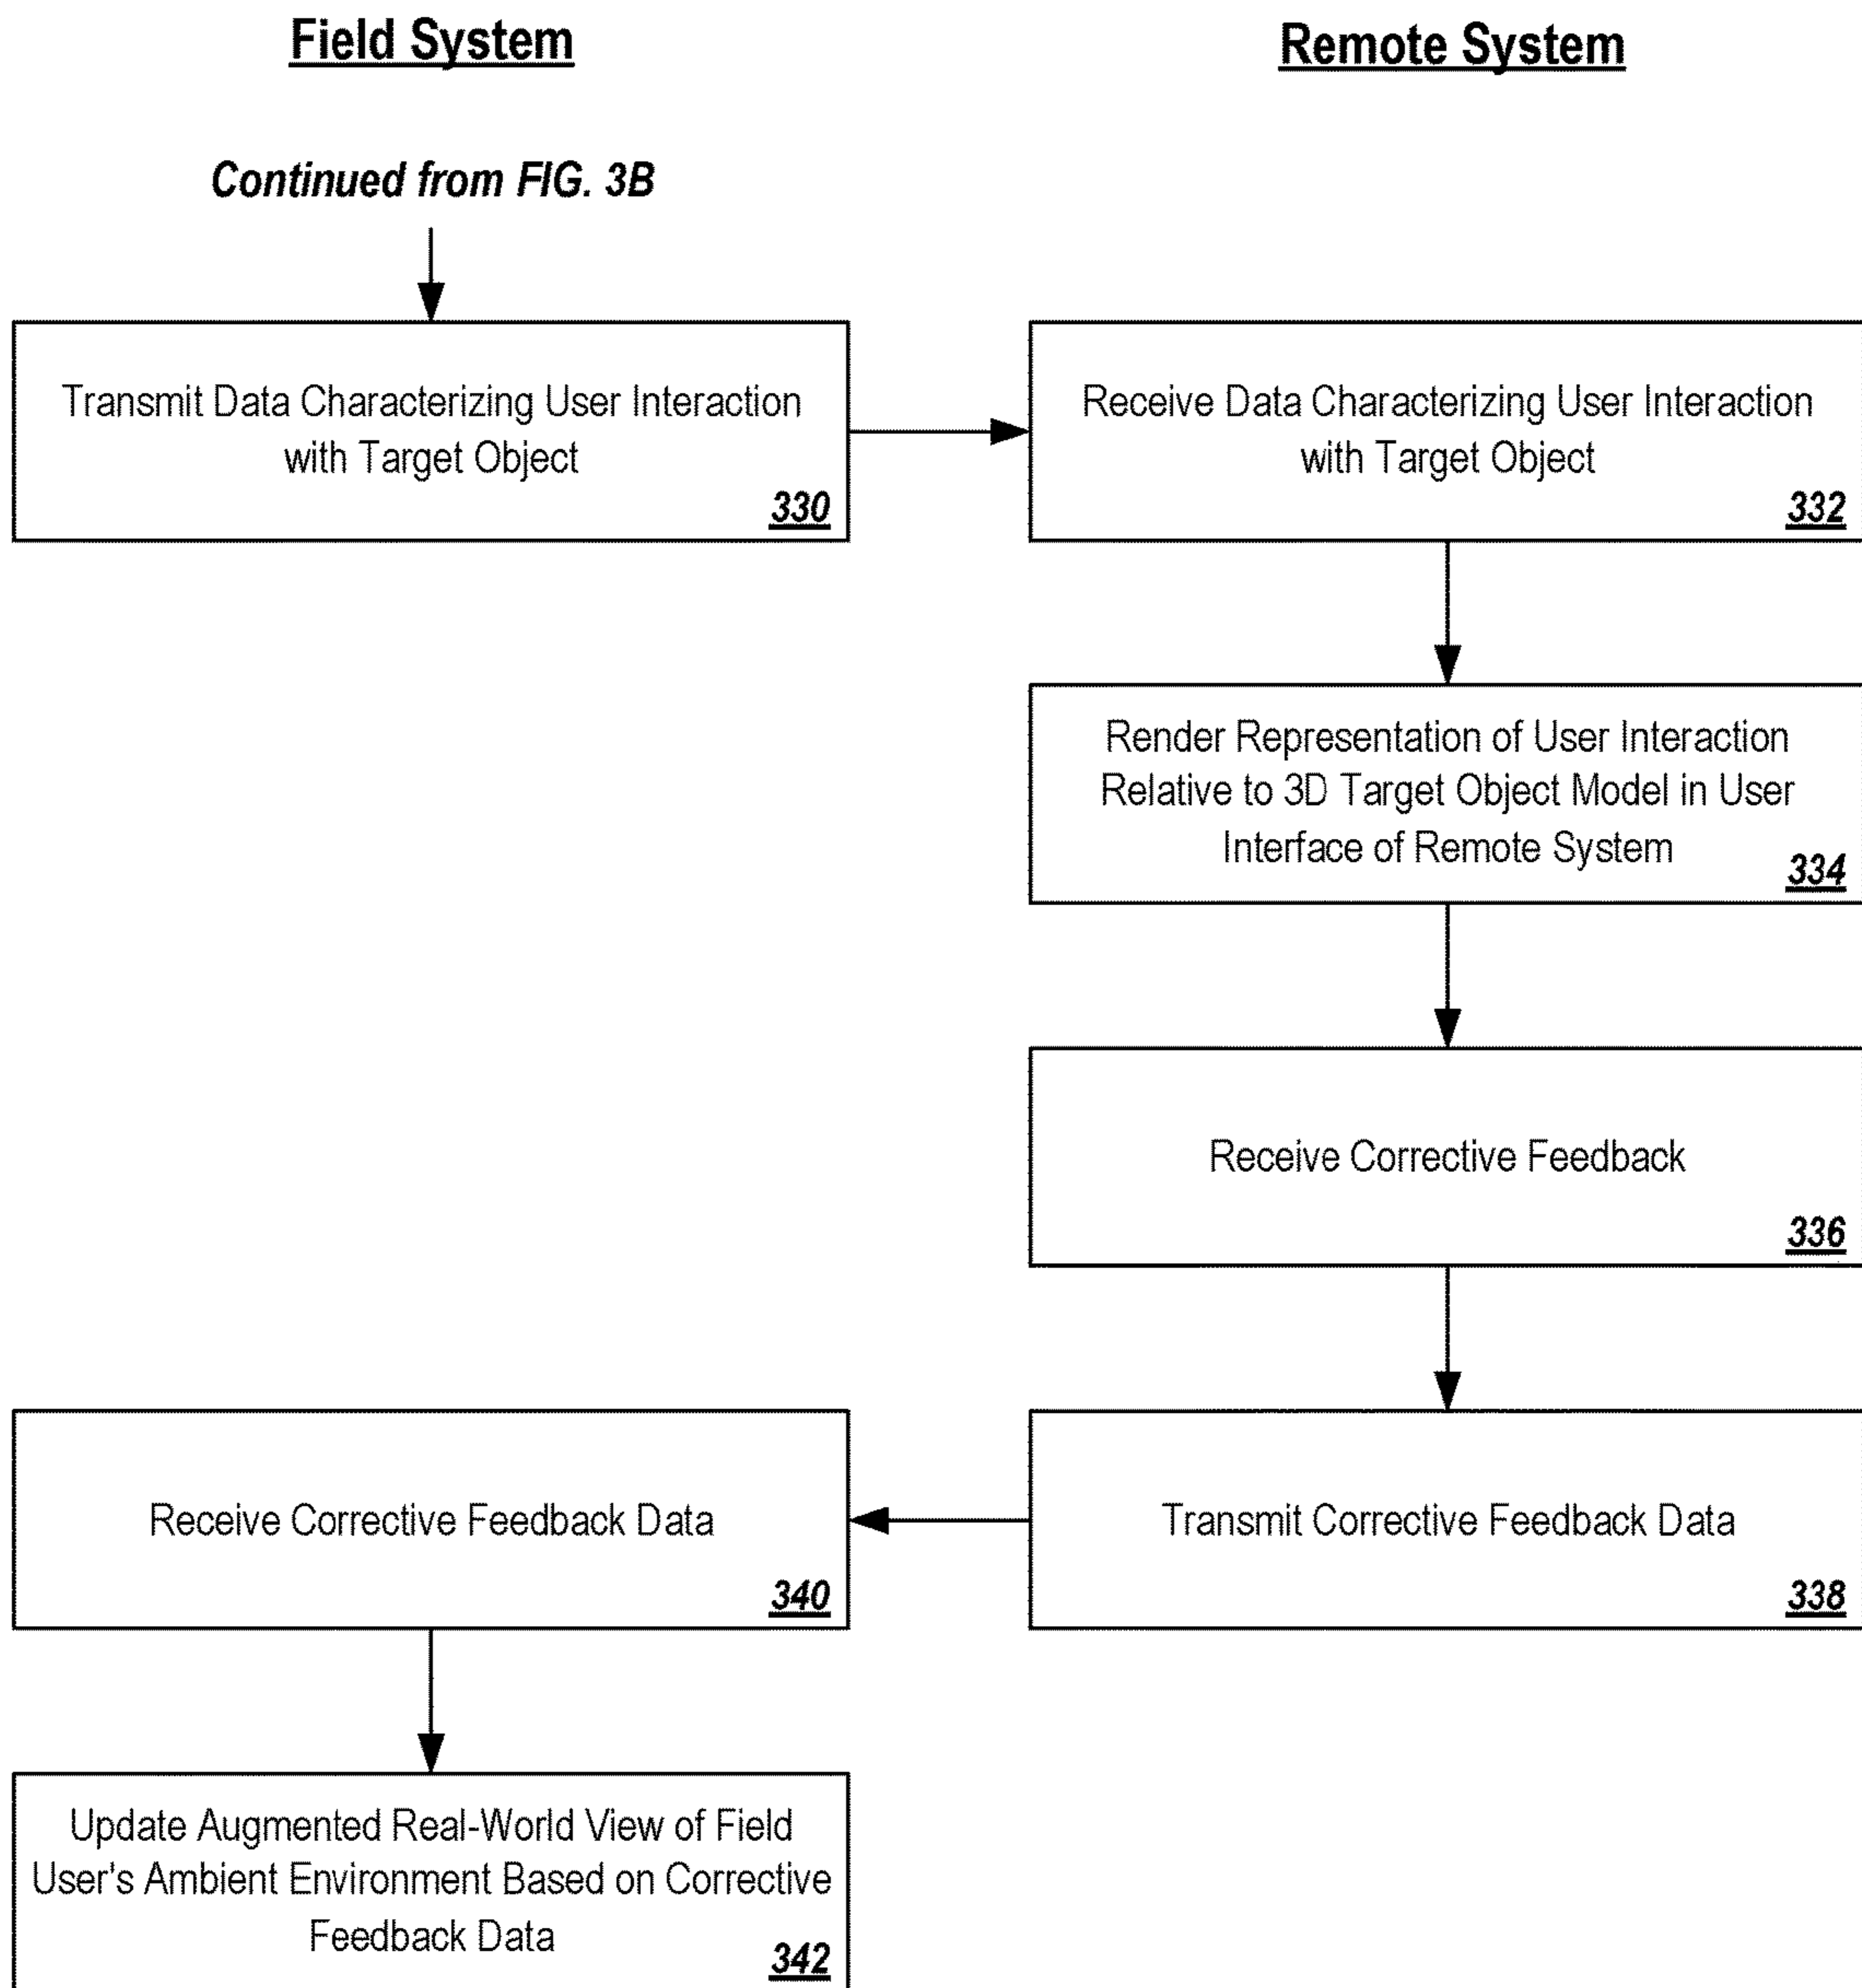 Field System
Remote System
Continued from FIG. 3B
Transmit Data Characterizing User Interaction
with Target Object
330
Receive Data Characterizing User Interaction
with Target Object
332
Render Representation of User Interaction
Relative to 3D Target Object Model in User
Interface of Remote System
334
Receive Corrective Feedback
336
Receive Corrective Feedback Data
340
Transmit Corrective Feedback Data
338
Update Augmented Real-World View of Field
User's Ambient Environment Based on Corrective
Feedback Data
342